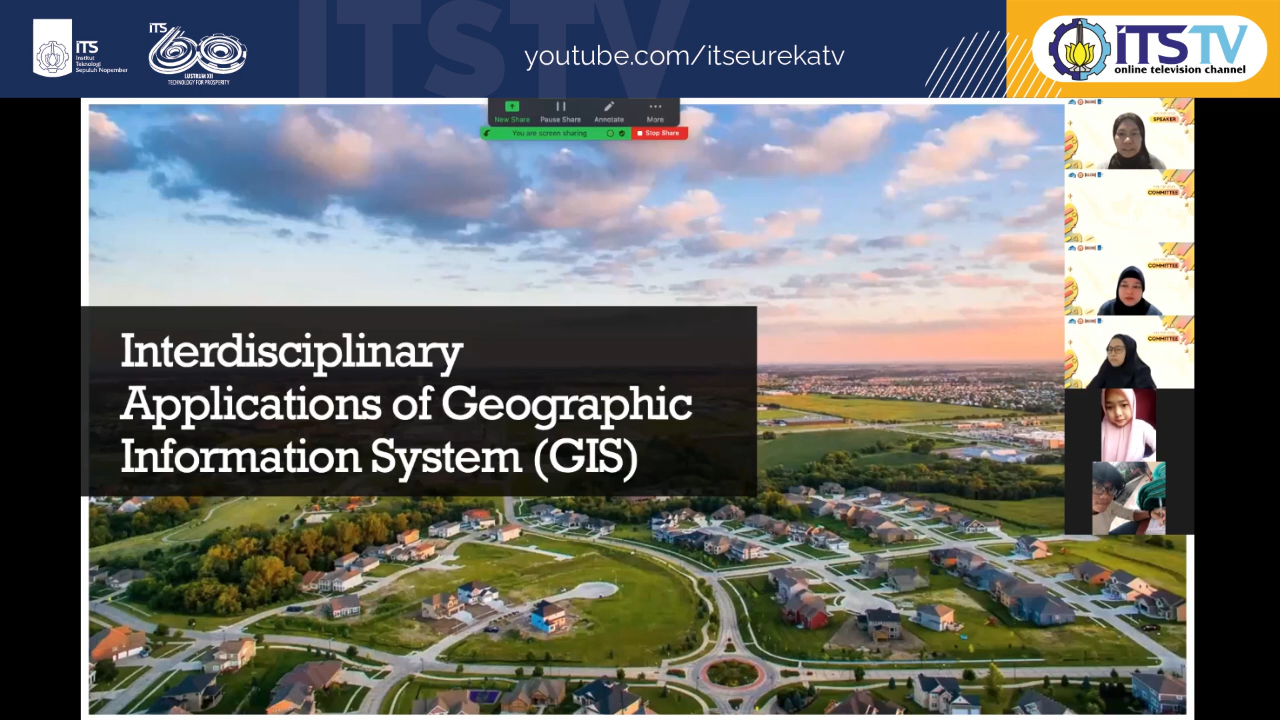 iTS
Institut
Teknologi
Sepuluh Nopember
iTS
60
LUSTRUM XII
TECHNOLOGY FOR PROSPERITY
ITSTV
youtube.com/itseurekatv
iTSTV
online television channel
New Share
Pause Share
Annotate
More
You are screen sharing
Stop Share
SPEAKER
COMMITTEE
COMMITTEE
COMMITTEE
Interdisciplinary
Applications of Geographic
Information System (GIS)